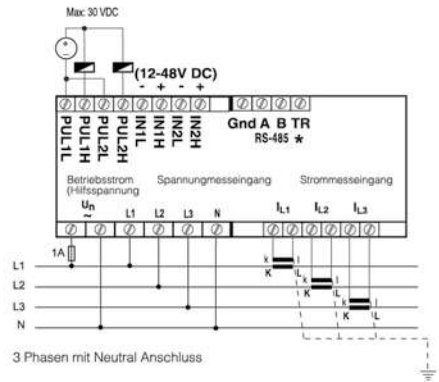 Max: 30 VDC
(12-48V DC)
- + - +
PUL1L PUL1H PUL2L PUL2H IN1L IN1H IN2L IN2H
Gnd A B TR
RS-485 *
Betriebsstrom
(Hilfsspannung
Spannungmesseingang
Strommesseingang
Un
~
L1 L2 L3 N
IL1 IL2 IL3
1A
L1
k l
K L
L2
k l
K L
L3
k l
K L
N
3 Phasen mit Neutral Anschluss